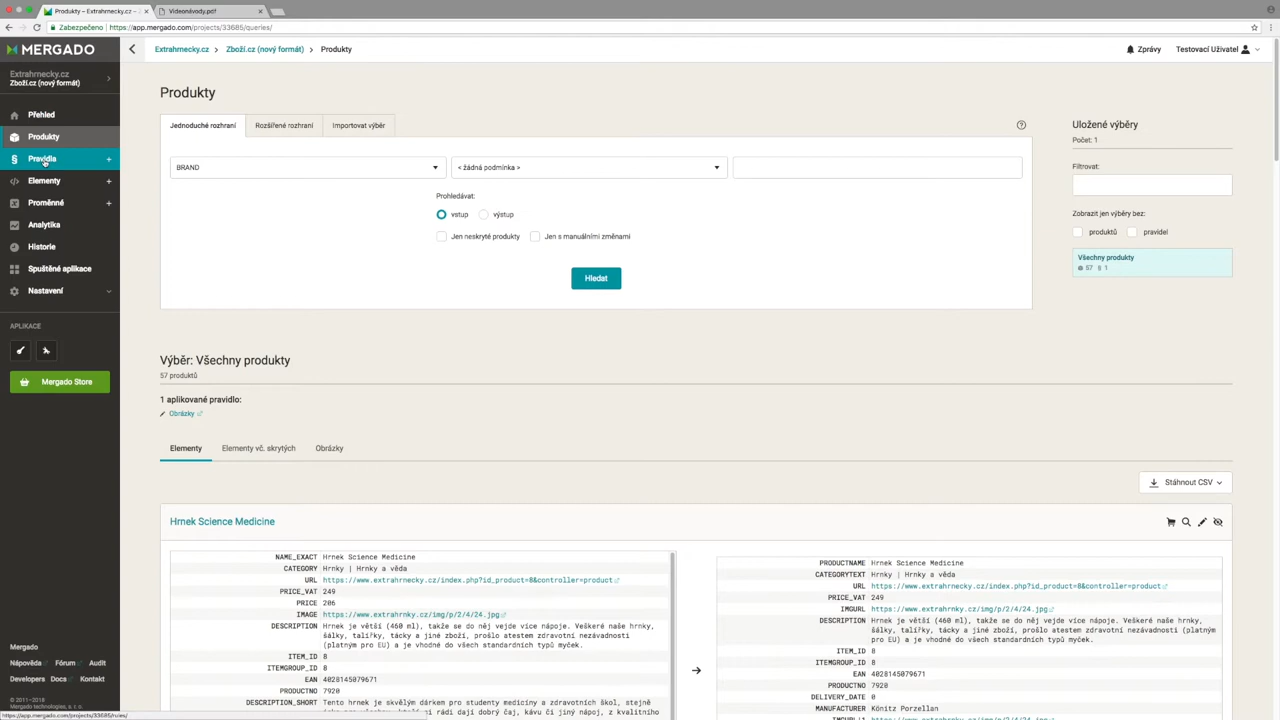 Produkty – Extrahrnecky.cz -
Videonávody.pdf
Zabezpečeno
https://app.mergado.com/projects/33685/queries/
MERGADO
Extrahrnecky.cz
Zboží.cz (nový formát)
Produkty
Zprávy
Testovací Uživatel
Extrahrnecky.cz
Zboží.cz (nový formát)
Přehled
Produkty
Pravidla
Elementy
Proměnné
Analytika
Historie
Spuštěné aplikace
Nastavení
APLIKACE
Mergado Store
Mergado
Nápověda
Fórum
Audit
Developers
Docs
Kontakt
© 2011–2018
Mergado technologies, s. r. o.
https://app.mergado.com/projects/33685/rules/
Produkty
Jednoduché rozhraní
Rozšířené rozhraní
Importovat výběr
BRAND
< žádná podmínka >
Prohledávat:
vstup
výstup
Jen neskryté produkty
Jen s manuálními změnami
Hledat
Uložené výběry
Počet: 1
Filtrovat:
Zobrazit jen výběry bez:
produktů
pravidel
Všechny produkty
57 § 1
Výběr: Všechny produkty
57 produktů
1 aplikované pravidlo:
Obrázky
Elementy
Elementy vč. skrytých
Obrázky
Stáhnout CSV
Hrnek Science Medicine
NAME_EXACT Hrnek Science Medicine
CATEGORY Hrnky | Hrnky a věda
URL https://www.extrahrnecky.cz/index.php?id_product=8&controller=product
PRICE_VAT 249
PRICE 206
IMAGE https://www.extrahrnky.cz/img/p/2/4/24.jpg
DESCRIPTION Hrnek je větší (460 ml), takže se do něj vejde více nápoje. Veškeré naše hrnky,
šálky, talířky, tácky a jiné zboží, prošlo atestem zdravotní nezávadnosti
(platným pro EU) a je vhodné do všech standardních typů myček.
ITEM_ID 8
ITEMGROUP_ID 8
EAN 4028145079671
PRODUCTNO 7920
DESCRIPTION_SHORT Tento hrnek je skvělým dárkem pro studenty medicíny a zdravotních škol, stejně
PRODUCTNAME Hrnek Science Medicine
CATEGORYTEXT Hrnky | Hrnky a věda
URL https://www.extrahrnecky.cz/index.php?id_product=8&controller=product
PRICE_VAT 249
IMGURL https://www.extrahrnky.cz/img/p/2/4/24.jpg
DESCRIPTION Hrnek je větší (460 ml), takže se do něj vejde více nápoje. Veškeré naše hrnky,
šálky, talířky, tácky a jiné zboží, prošlo atestem zdravotní nezávadnosti (platným
pro EU) a je vhodné do všech standardních typů myček.
ITEM_ID 8
ITEMGROUP_ID 8
EAN 4028145079671
PRODUCTNO 7920
DELIVERY_DATE 0
MANUFACTURER Könitz Porzellan